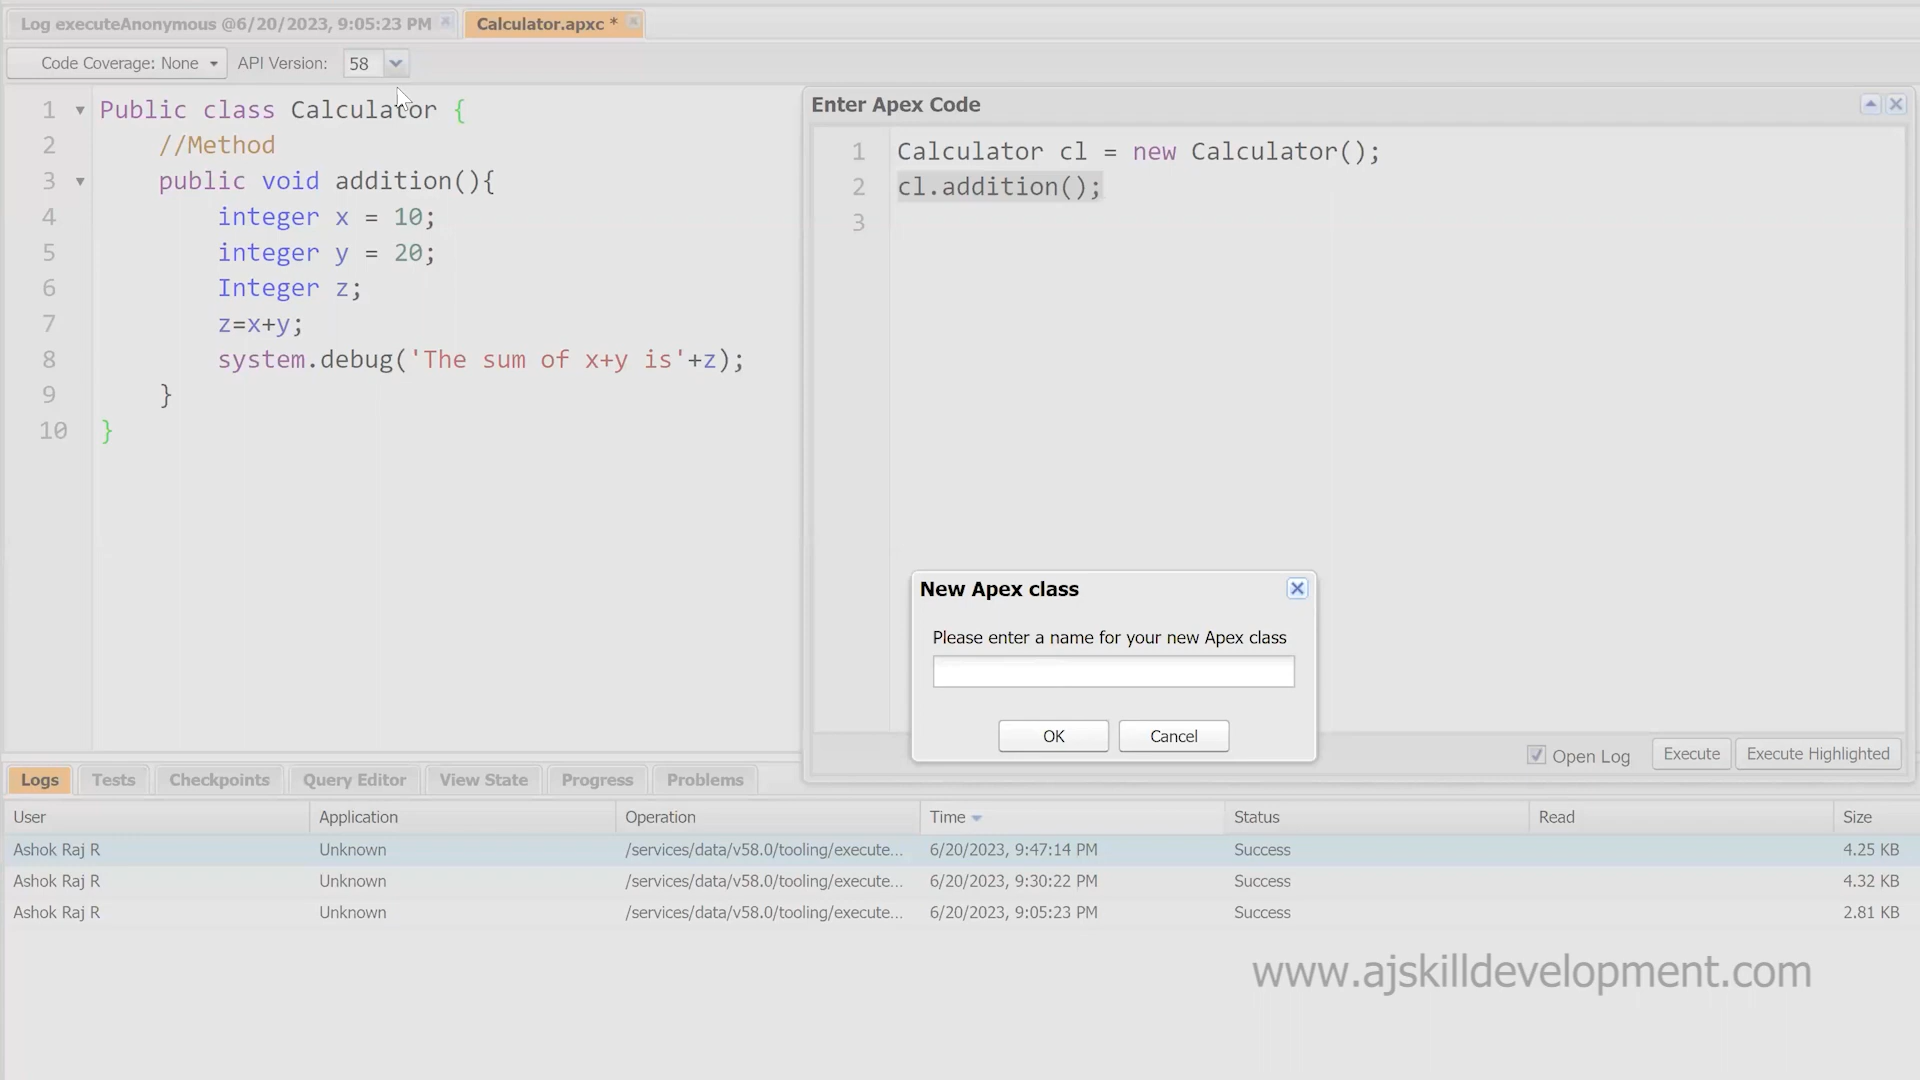 Log executeAnonymous @6/20/2023, 9:05:23 PM
Calculator.apxc *
Code Coverage: None
API Version:
58
1 Public class Calculator {
2 //Method
3 public void addition(){
4 integer x = 10;
5 integer y = 20;
6 Integer z;
7 z=x+y;
8 system.debug('The sum of x+y is'+z);
9 }
10 }
Enter Apex Code
1 Calculator cl = new Calculator();
2 cl.addition();
3
New Apex class
Please enter a name for your new Apex class
OK
Cancel
Open Log
Execute
Execute Highlighted
Logs
Tests
Checkpoints
Query Editor
View State
Progress
Problems
User Application Operation Time Status Read Size
Ashok Raj R Unknown /services/data/v58.0/tooling/execute... 6/20/2023, 9:47:14 PM Success 4.25 KB
Ashok Raj R Unknown /services/data/v58.0/tooling/execute... 6/20/2023, 9:30:22 PM Success 4.32 KB
Ashok Raj R Unknown /services/data/v58.0/tooling/execute... 6/20/2023, 9:05:23 PM Success 2.81 KB
www.ajskilldevelopment.com